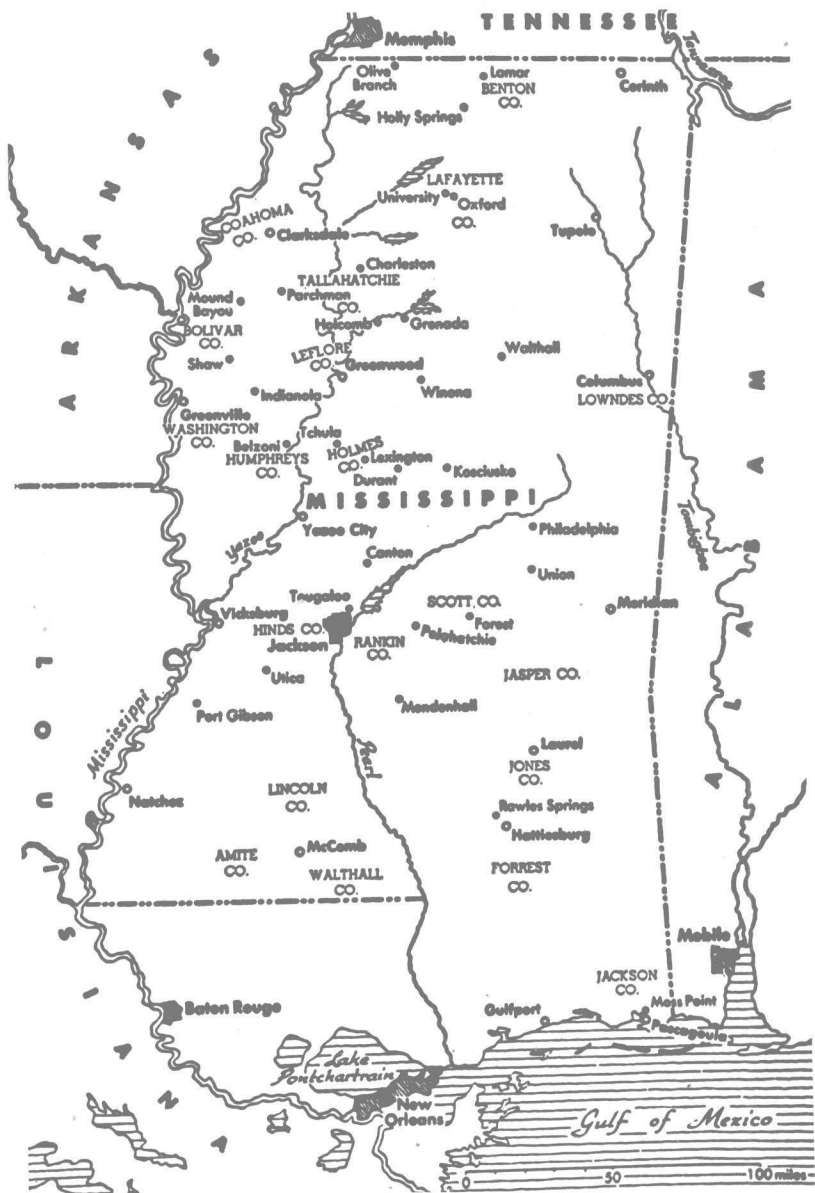 TENNESSEE
Memphis
Tennessee
Olive
Branch
Lamar
BENTON
CO.
Corinth
Holly Springs
ARKANSAS
LAFAYETTE
CO.
University
Oxford
COAHOMA
CO.
Clarksdale
Tupelo
Charleston
TALLAHATCHIE
CO.
Mound
Bayou
Parchman
BOLIVAR
CO.
Holcomb
Grenada
Shaw
LEFLORE
CO.
Greenwood
Walthall
Winona
Columbus
LOWNDES CO.
Indianola
Greenville
WASHINGTON
CO.
Belzoni
HUMPHREYS
CO.
Tchula
HOLMES
CO.
Lexington
Durant
Kosciusko
MISSISSIPPI
ALABAMA
Yazoo City
Yazoo
Philadelphia
Tombigbee
Canton
Union
Tougaloo
Vicksburg
HINDS CO.
Jackson
RANKIN
CO.
SCOTT CO.
Forest
Pelahatchie
Meridian
Utica
JASPER CO.
Port Gibson
Mendenhall
Mississippi
Pearl
Laurel
JONES
CO.
Natchez
LINCOLN
CO.
Rawles Springs
Hattiesburg
McComb
AMITE
CO.
WALTHALL
CO.
FORREST
CO.
LOUISIANA
Mobile
JACKSON
CO.
Baton Rouge
Gulfport
Moss Point
Pascagoula
Lake
Pontchartrain
New
Orleans
Gulf of Mexico
0 50 100 miles